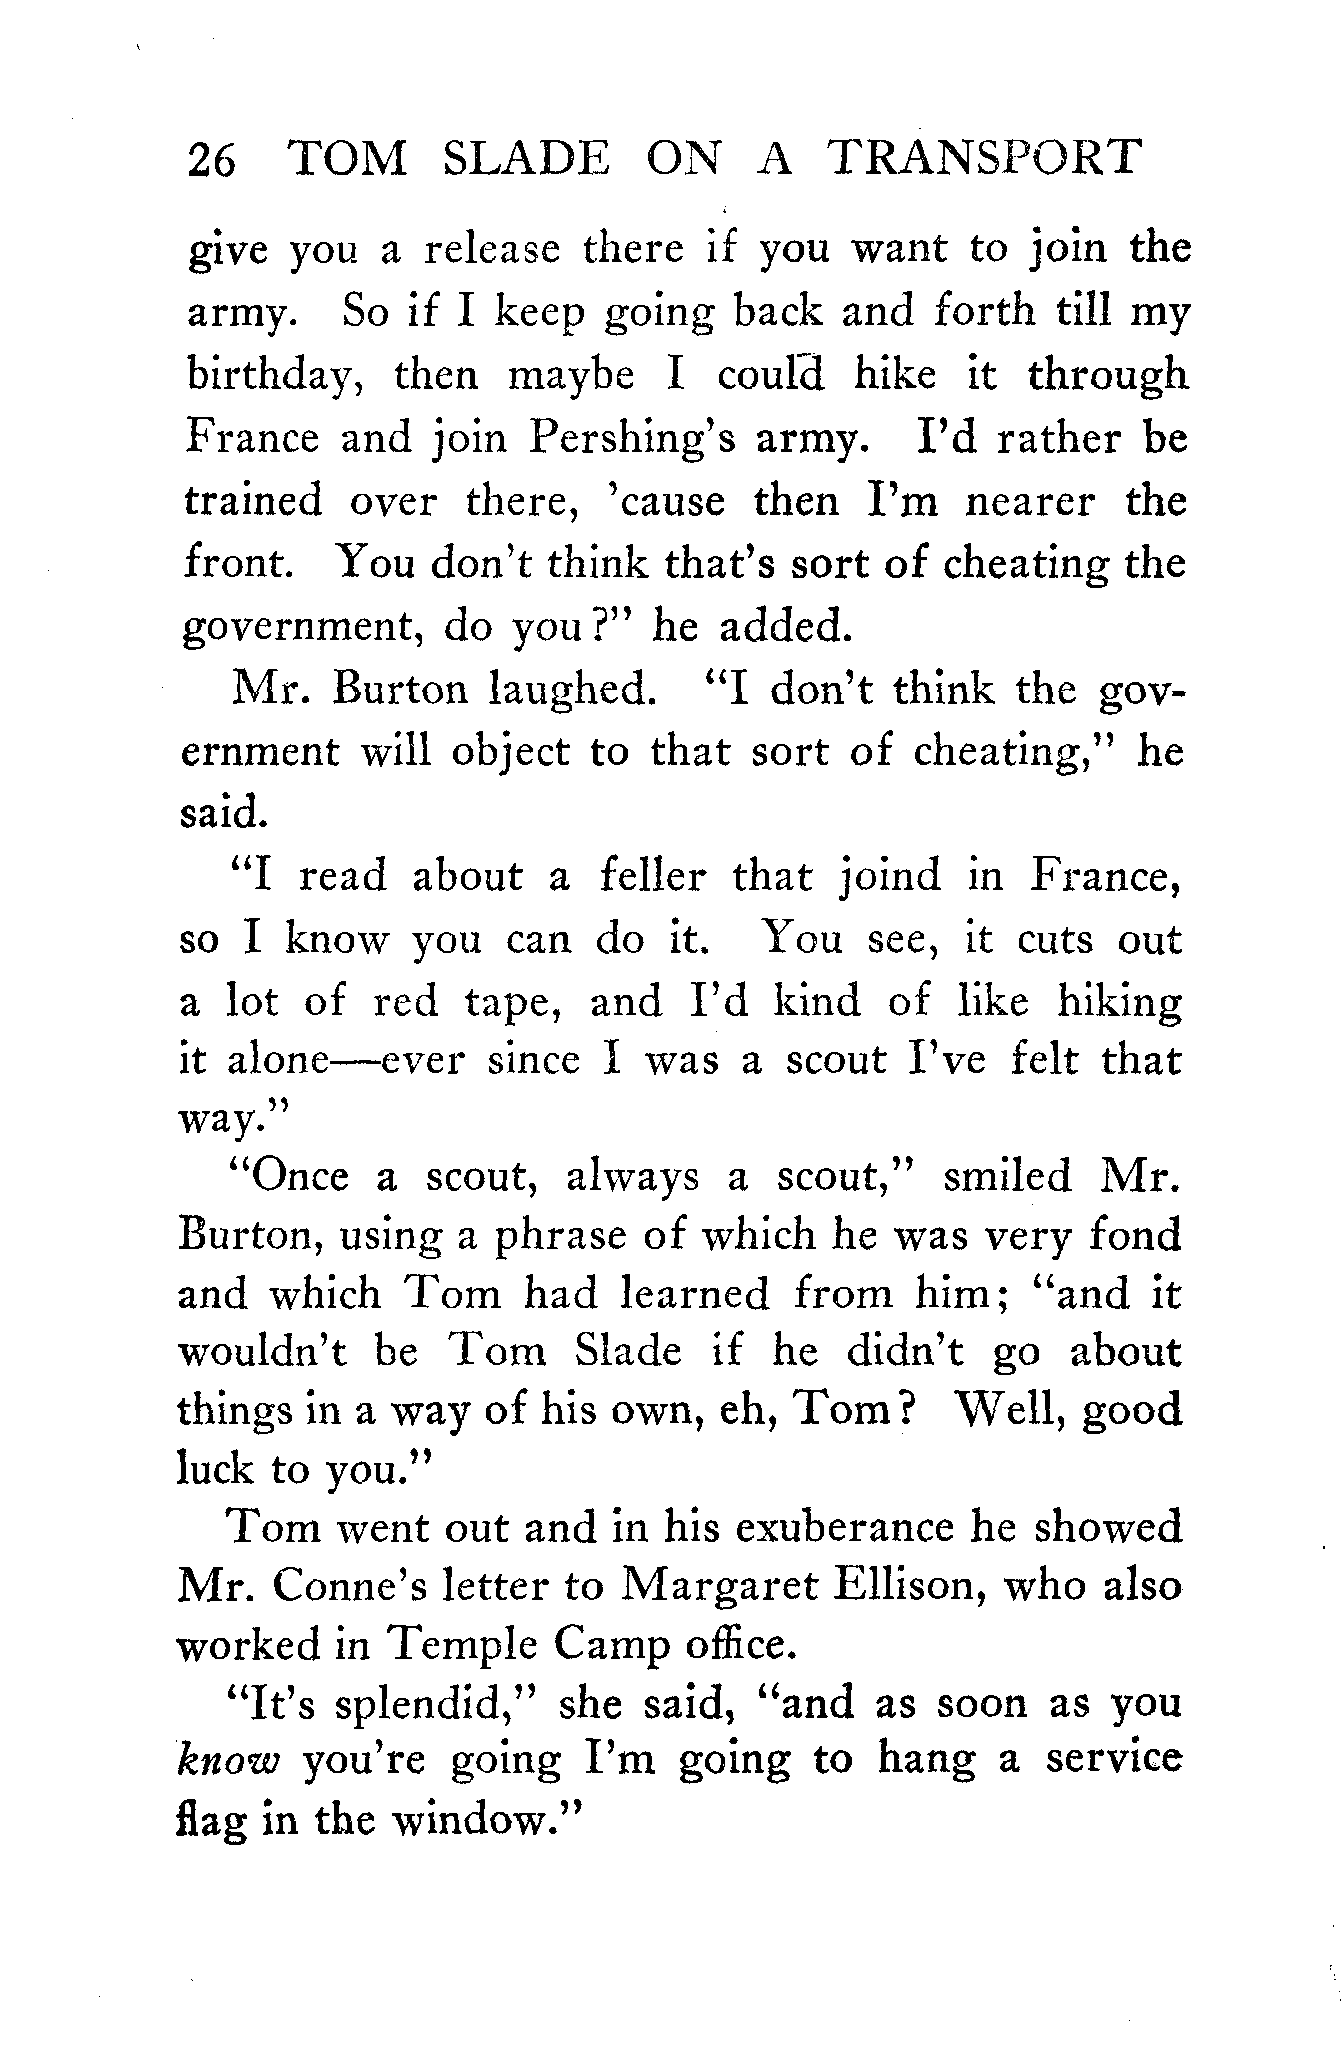 26 TOM SLADE ON A TRANSPORT
give you a release there if you want to join the
army. So if I keep going back and forth till my
birthday, then maybe I could hike it through
France and join Pershing's army. I'd rather be
trained over there, 'cause then I'm nearer the
front. You don't think that's sort of cheating the
government, do you?" he added.
Mr. Burton laughed. "I don't think the gov-
ernment will object to that sort of cheating," he
said.
"I read about a feller that joind in France,
so I know you can do it. You see, it cuts out
a lot of red tape, and I'd kind of like hiking
it alone—ever since I was a scout I've felt that
way."
"Once a scout, always a scout," smiled Mr.
Burton, using a phrase of which he was very fond
and which Tom had learned from him; "and it
wouldn't be Tom Slade if he didn't go about
things in a way of his own, eh, Tom? Well, good
luck to you."
Tom went out and in his exuberance he showed
Mr. Conne's letter to Margaret Ellison, who also
worked in Temple Camp office.
"It's splendid," she said, "and as soon as you
know you're going I'm going to hang a service
flag in the window."